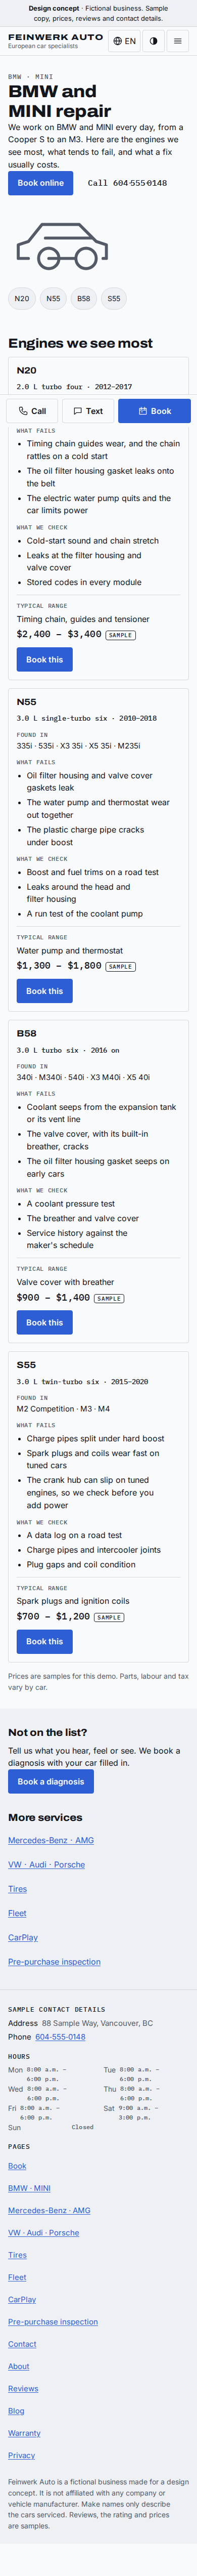 Design concept · Fictional business. Sample
copy, prices, reviews and contact details.
FEINWERK AUTO
European car specialists
EN
BMW · MINI
BMW and
MINI repair
We work on BMW and MINI every day, from a
Cooper S to an M3. Here are the engines we
see most, what tends to fail, and what a fix
usually costs.
Book online
Call 604-555-0148
N20
N55
B58
S55
Engines we see most
N20
2.0 L turbo four · 2012–2017
Call
Text
Book
WHAT FAILS
• Timing chain guides wear, and the chain
rattles on a cold start
• The oil filter housing gasket leaks onto
the belt
• The electric water pump quits and the
car limits power
WHAT WE CHECK
• Cold-start sound and chain stretch
• Leaks at the filter housing and
valve cover
• Stored codes in every module
TYPICAL RANGE
Timing chain, guides and tensioner
$2,400 – $3,400 SAMPLE
Book this
N55
3.0 L single-turbo six · 2010–2018
FOUND IN
335i · 535i · X3 35i · X5 35i · M235i
WHAT FAILS
• Oil filter housing and valve cover
gaskets leak
• The water pump and thermostat wear
out together
• The plastic charge pipe cracks
under boost
WHAT WE CHECK
• Boost and fuel trims on a road test
• Leaks around the head and
filter housing
• A run test of the coolant pump
TYPICAL RANGE
Water pump and thermostat
$1,300 – $1,800 SAMPLE
Book this
B58
3.0 L turbo six · 2016 on
FOUND IN
340i · M340i · 540i · X3 M40i · X5 40i
WHAT FAILS
• Coolant seeps from the expansion tank
or its vent line
• The valve cover, with its built-in
breather, cracks
• The oil filter housing gasket seeps on
early cars
WHAT WE CHECK
• A coolant pressure test
• The breather and valve cover
• Service history against the
maker's schedule
TYPICAL RANGE
Valve cover with breather
$900 – $1,400 SAMPLE
Book this
S55
3.0 L twin-turbo six · 2015–2020
FOUND IN
M2 Competition · M3 · M4
WHAT FAILS
• Charge pipes split under hard boost
• Spark plugs and coils wear fast on
tuned cars
• The crank hub can slip on tuned
engines, so we check before you
add power
WHAT WE CHECK
• A data log on a road test
• Charge pipes and intercooler joints
• Plug gaps and coil condition
TYPICAL RANGE
Spark plugs and ignition coils
$700 – $1,200 SAMPLE
Book this
Prices are samples for this demo. Parts, labour and tax
vary by car.
Not on the list?
Tell us what you hear, feel or see. We book a
diagnosis with your car filled in.
Book a diagnosis
More services
Mercedes-Benz · AMG
VW · Audi · Porsche
Tires
Fleet
CarPlay
Pre-purchase inspection
SAMPLE CONTACT DETAILS
Address 88 Sample Way, Vancouver, BC
Phone 604-555-0148
HOURS
Mon 8:00 a.m. – 6:00 p.m.
Tue 8:00 a.m. – 6:00 p.m.
Wed 8:00 a.m. – 6:00 p.m.
Thu 8:00 a.m. – 6:00 p.m.
Fri 8:00 a.m. – 6:00 p.m.
Sat 9:00 a.m. – 3:00 p.m.
Sun Closed
PAGES
Book
BMW · MINI
Mercedes-Benz · AMG
VW · Audi · Porsche
Tires
Fleet
CarPlay
Pre-purchase inspection
Contact
About
Reviews
Blog
Warranty
Privacy
Feinwerk Auto is a fictional business made for a design
concept. It is not affiliated with any company or
vehicle manufacturer. Make names only describe
the cars serviced. Reviews, the rating and prices
are samples.